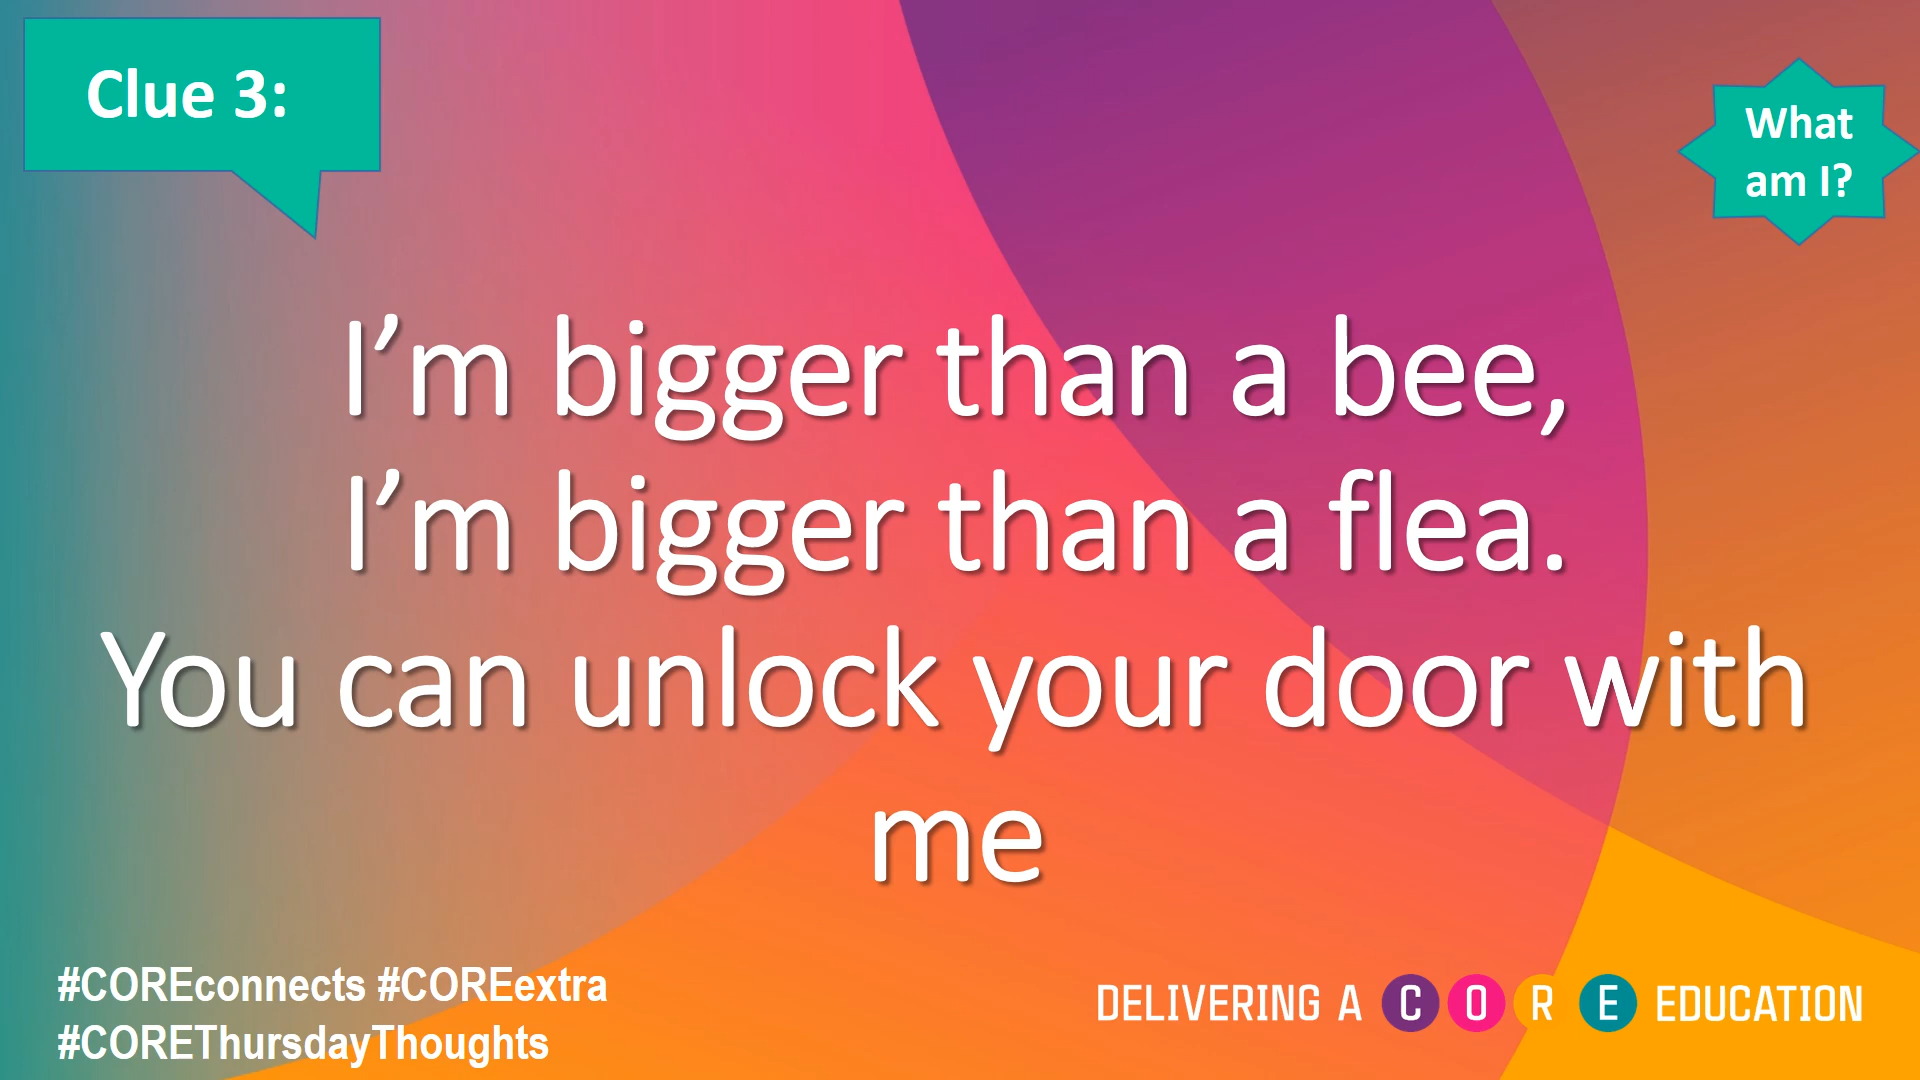 Clue 3:
What
am I?
I’m bigger than a bee,
I’m bigger than a flea.
You can unlock your door with
me
#COREconnects #COREextra
#COREThursdayThoughts
DELIVERING A CORE EDUCATION